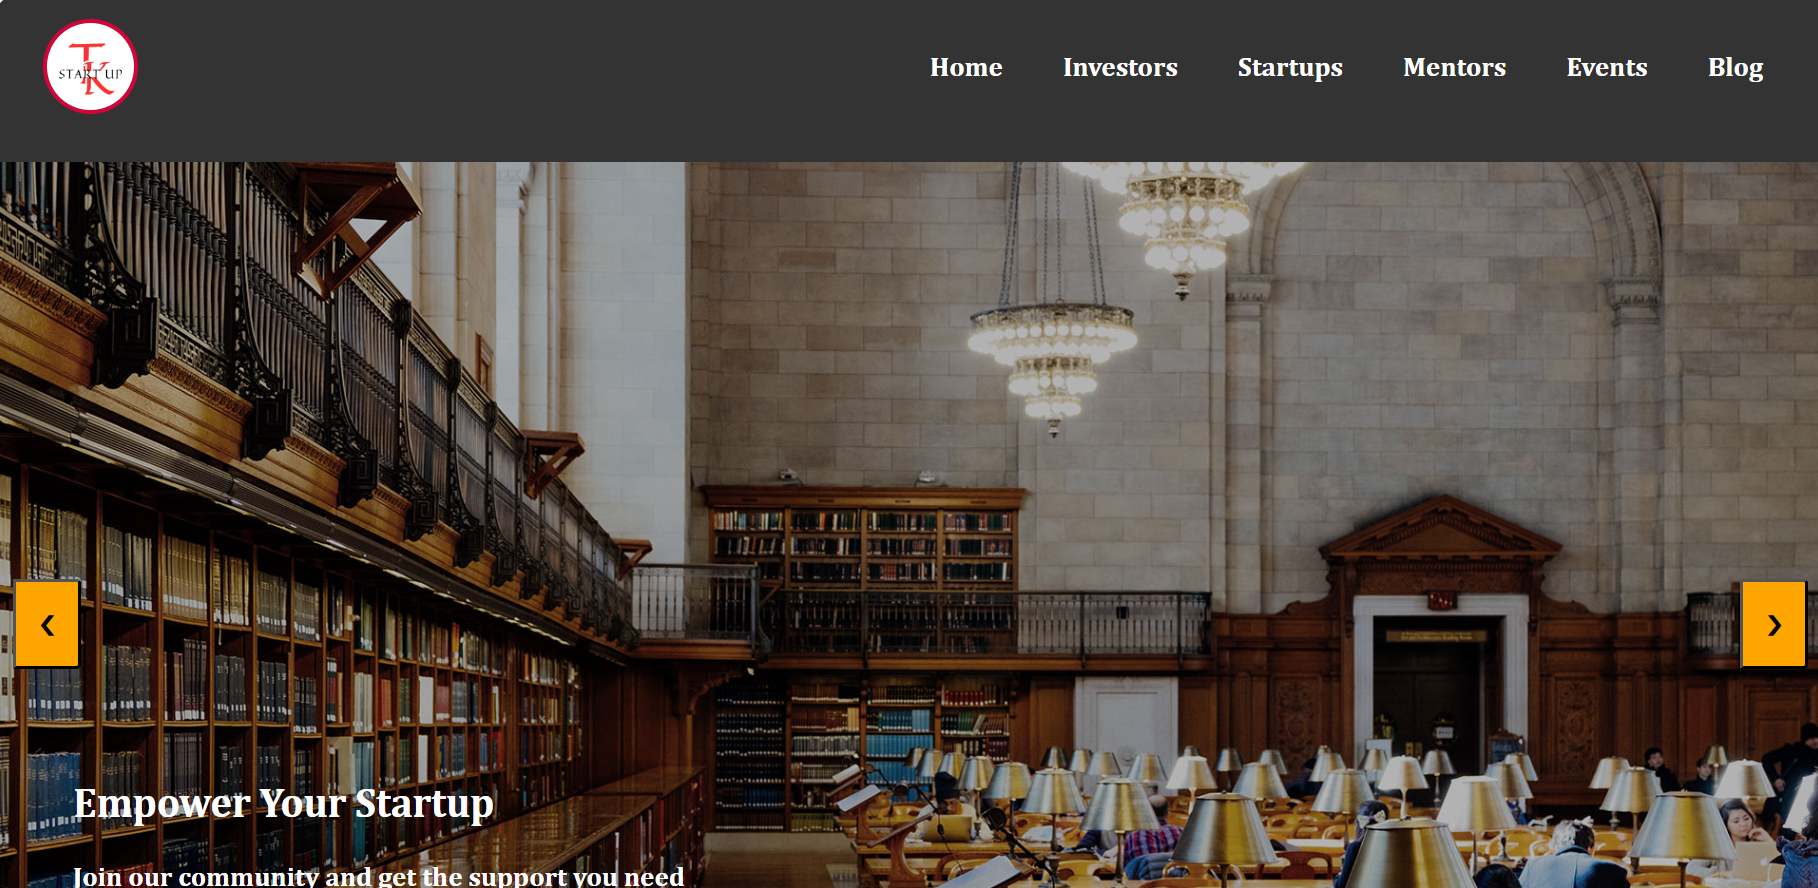 TK
START UP
Home Investors Startups Mentors Events Blog
‹ ›
Empower Your Startup
Join our community and get the support you need